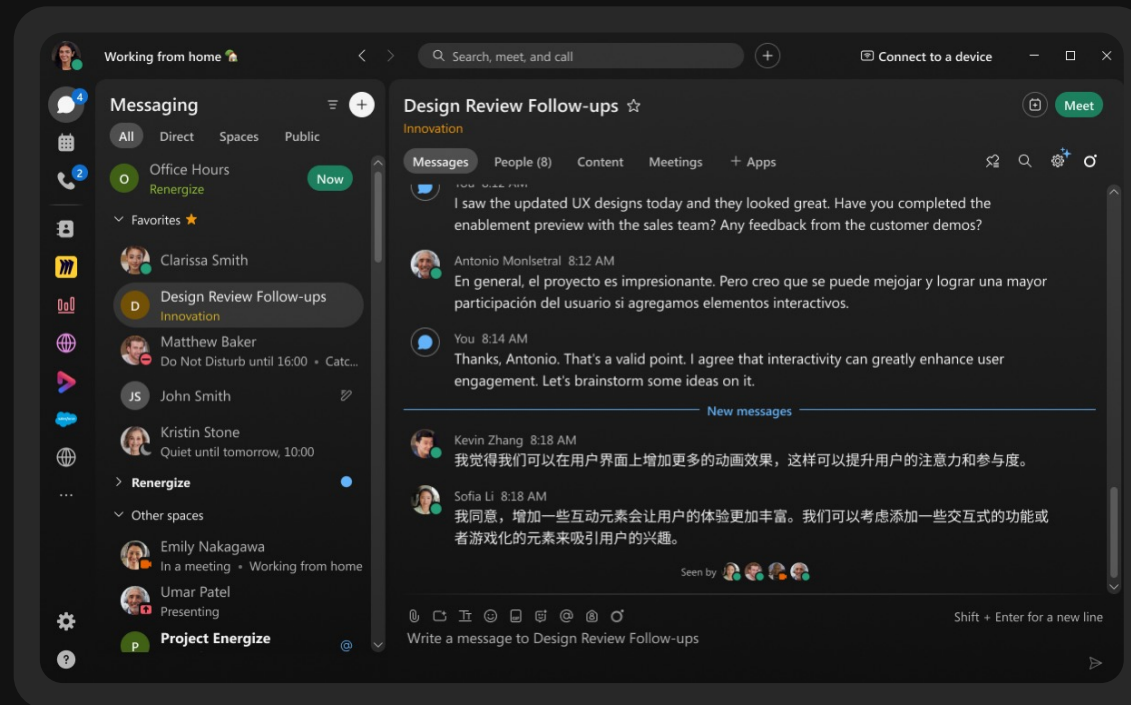 Working from home
Search, meet, and call
Connect to a device
4
2
Messaging
All Direct Spaces Public
O
Office Hours
Renergize
Now
Favorites
Clarissa Smith
D
Design Review Follow-ups
Innovation
Matthew Baker
Do Not Disturb until 16:00 • Catc...
JS
John Smith
Kristin Stone
Quiet until tomorrow, 10:00
Renergize
Other spaces
Emily Nakagawa
In a meeting • Working from home
Umar Patel
Presenting
P
Project Energize
@
Design Review Follow-ups
Innovation
Meet
Messages People (8) Content Meetings + Apps
You 8:12 AM
I saw the updated UX designs today and they looked great. Have you completed the
enablement preview with the sales team? Any feedback from the customer demos?
Antonio Monlsetral 8:12 AM
En general, el proyecto es impresionante. Pero creo que se puede mejojar y lograr una mayor
participación del usuario si agregamos elementos interactivos.
You 8:14 AM
Thanks, Antonio. That's a valid point. I agree that interactivity can greatly enhance user
engagement. Let's brainstorm some ideas on it.
New messages
Kevin Zhang 8:18 AM
我觉得我们可以在用户界面上增加更多的动画效果，这样可以提升用户的注意力和参与度。
Sofia Li 8:18 AM
我同意，增加一些互动元素会让用户的体验更加丰富。我们可以考虑添加一些交互式的功能或
者游戏化的元素来吸引用户的兴趣。
Seen by
Shift + Enter for a new line
Write a message to Design Review Follow-ups